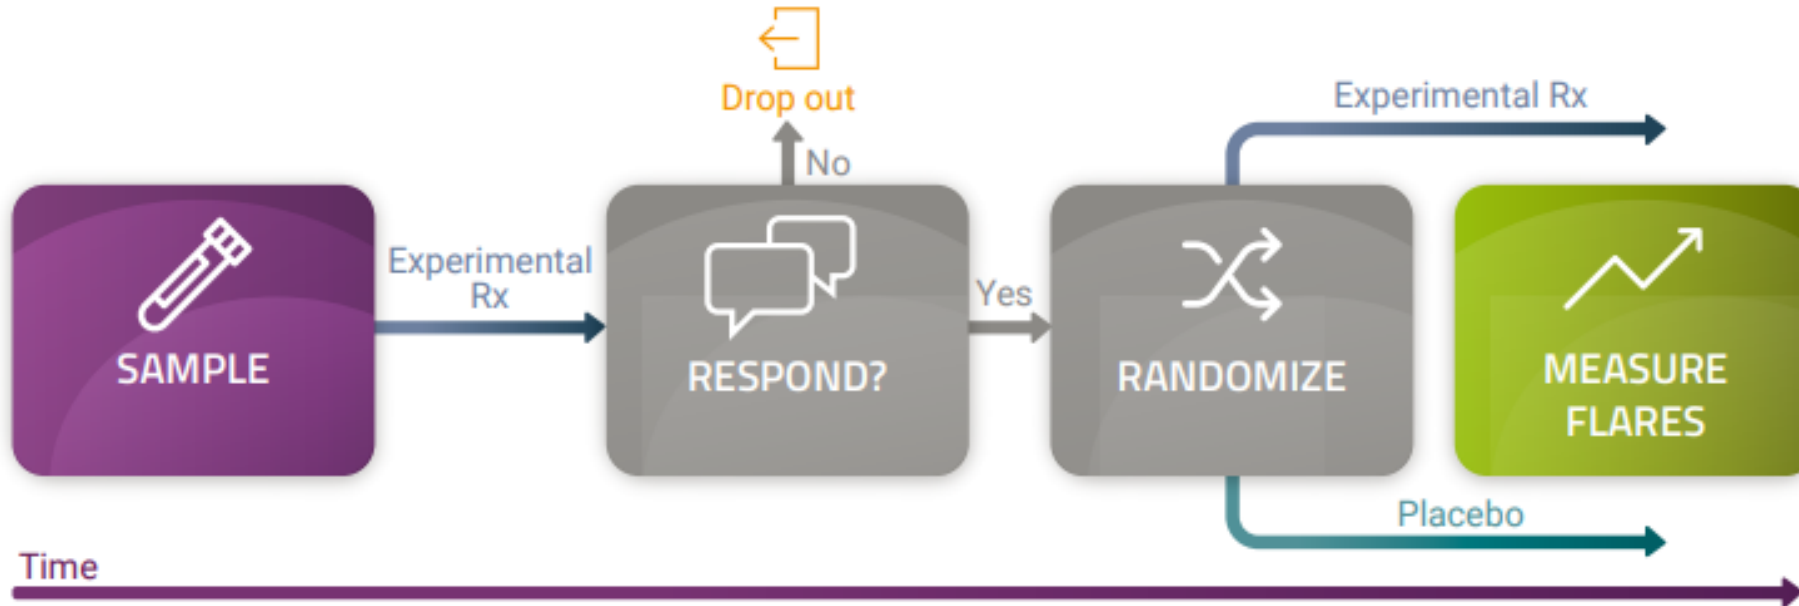 Drop out
No
Experimental Rx
SAMPLE
Experimental
Rx
RESPOND?
Yes
RANDOMIZE
MEASURE
FLARES
Placebo
Time